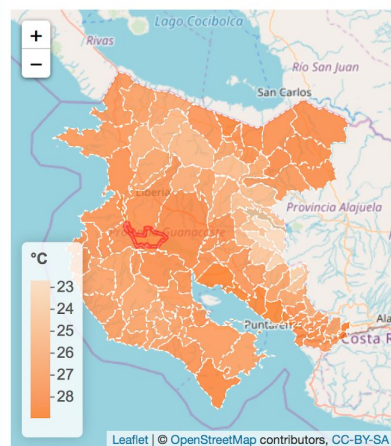 +
−
Lago Cocibolca
Rivas
Río San Juan
San Carlos
Liberia
Guanacaste
Provincia Alajuela
°C
23
24
25
26
27
28
Puntarenas
Costa R
Leaflet | © OpenStreetMap contributors, CC-BY-SA